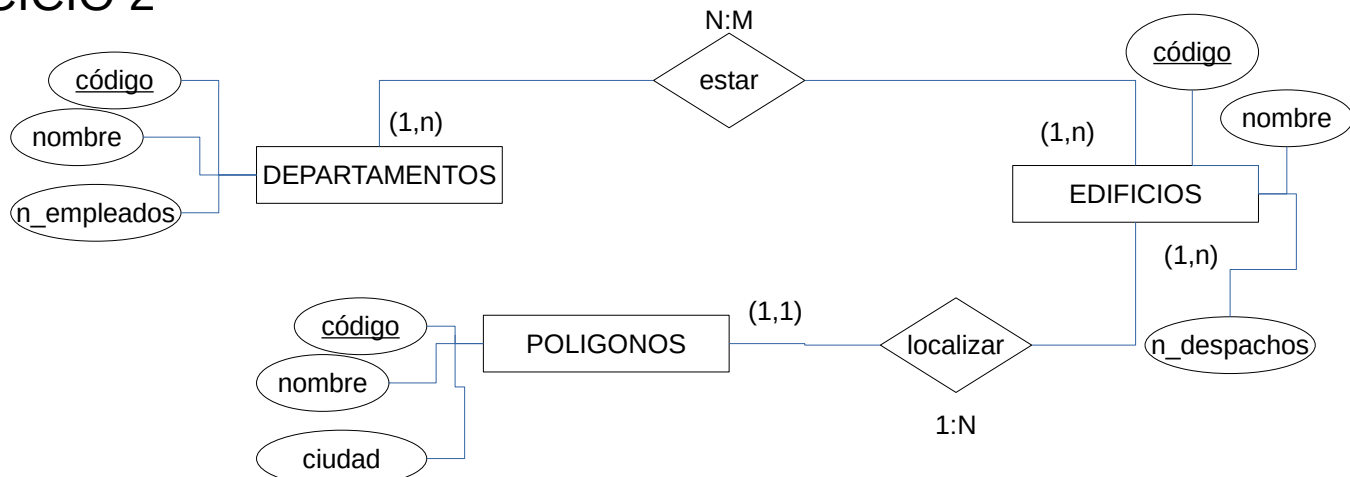 CICIO 2
N:M
código
estar
código
nombre
(1,n)
(1,n)
nombre
DEPARTAMENTOS
EDIFICIOS
n_empleados
(1,n)
código
(1,1)
POLIGONOS
localizar
n_despachos
nombre
1:N
ciudad